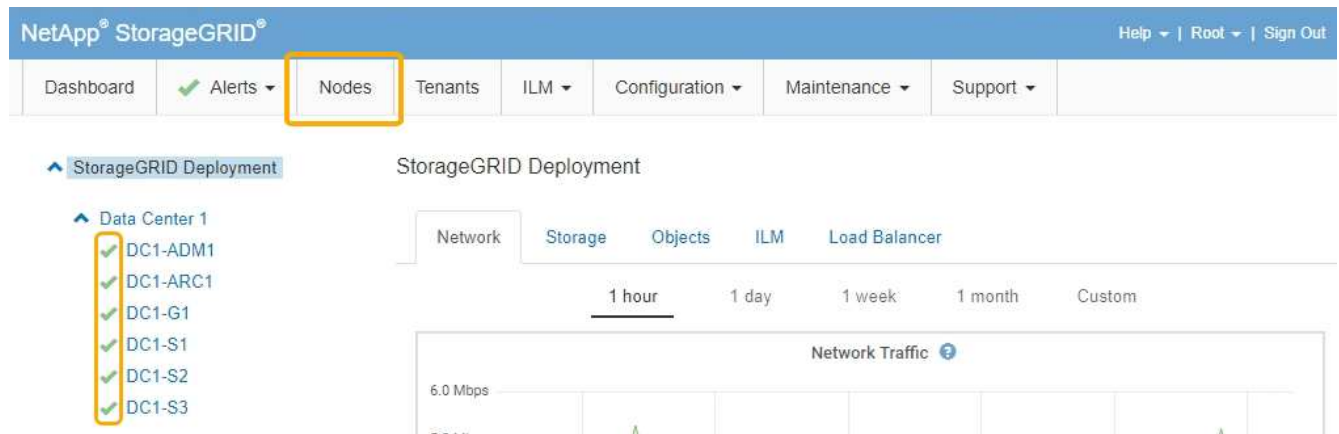 NetApp® StorageGRID® Help | Root | Sign Out
Dashboard Alerts Nodes Tenants ILM Configuration Maintenance Support
StorageGRID Deployment
Data Center 1
DC1-ADM1
DC1-ARC1
DC1-G1
DC1-S1
DC1-S2
DC1-S3
StorageGRID Deployment
Network Storage Objects ILM Load Balancer
1 hour 1 day 1 week 1 month Custom
Network Traffic ?
6.0 Mbps